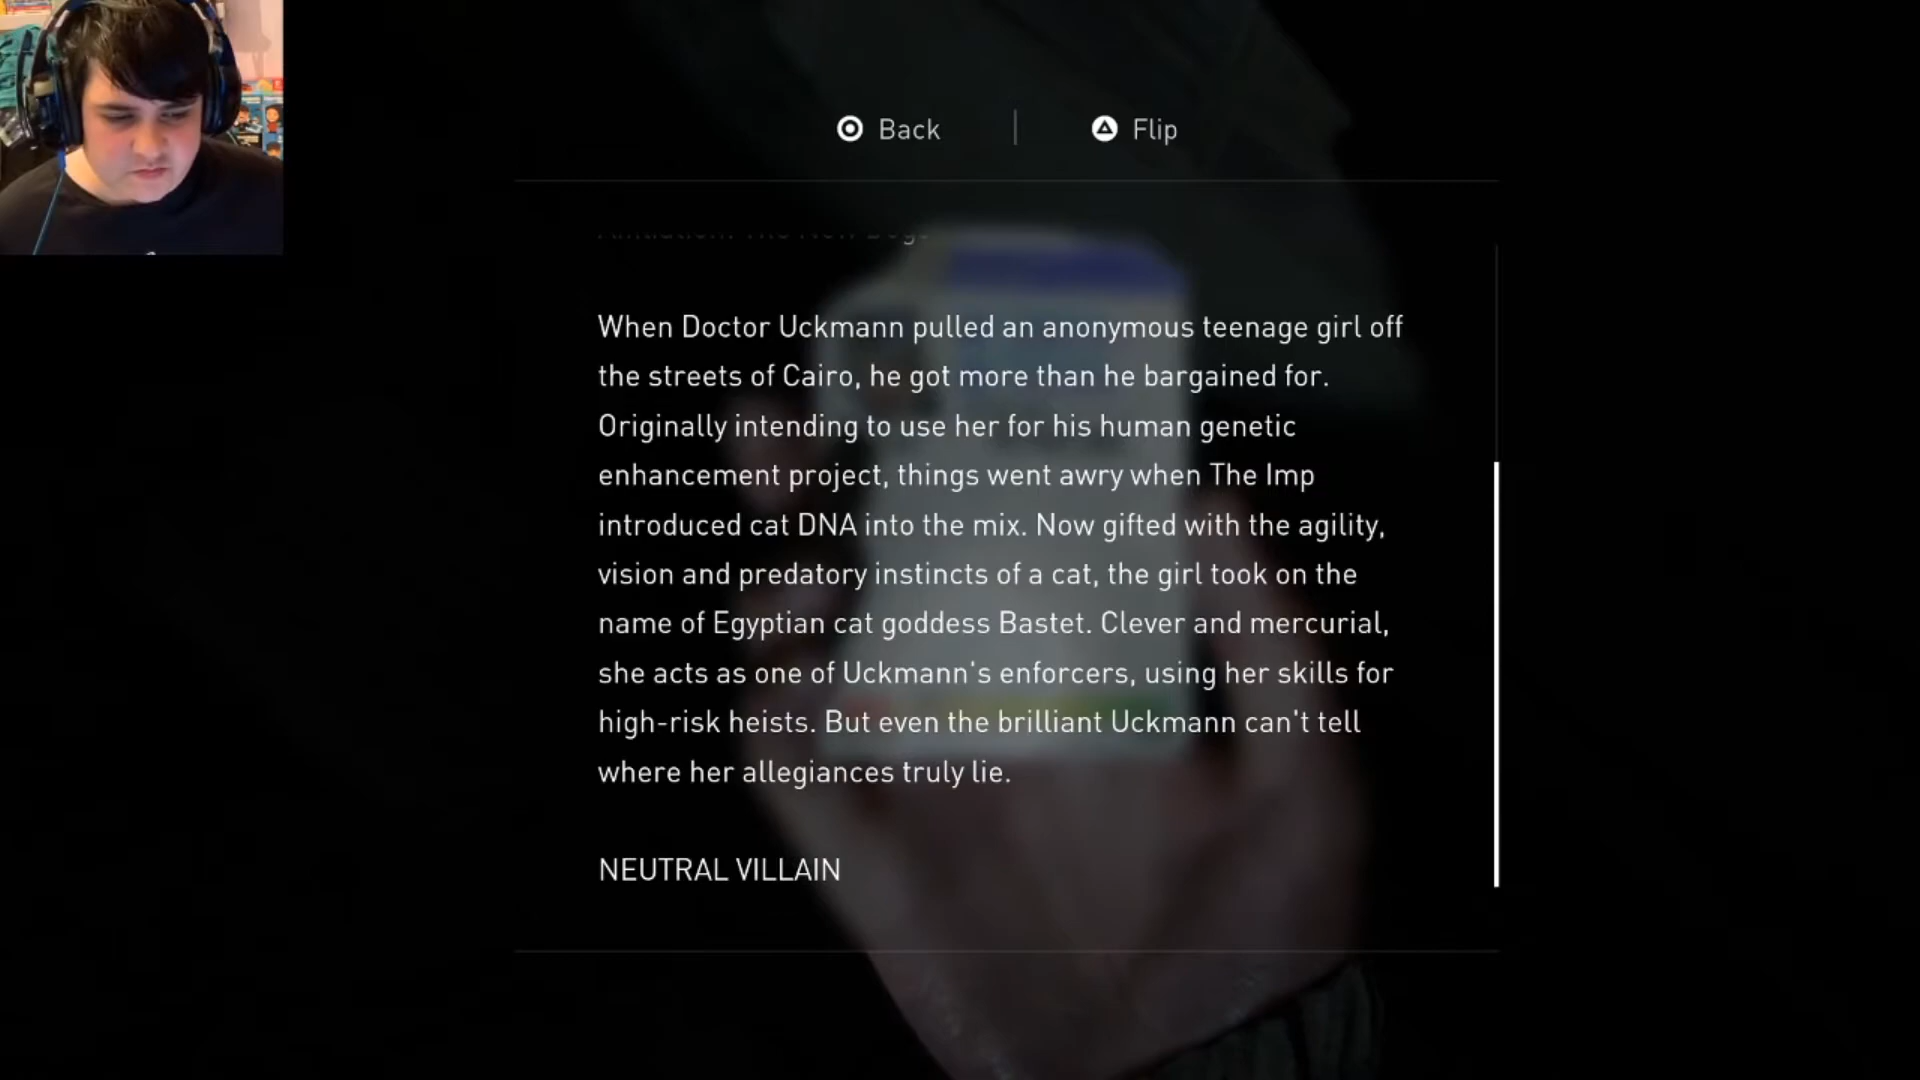 Back | Flip
When Doctor Uckmann pulled an anonymous teenage girl off
the streets of Cairo, he got more than he bargained for.
Originally intending to use her for his human genetic
enhancement project, things went awry when The Imp
introduced cat DNA into the mix. Now gifted with the agility,
vision and predatory instincts of a cat, the girl took on the
name of Egyptian cat goddess Bastet. Clever and mercurial,
she acts as one of Uckmann's enforcers, using her skills for
high-risk heists. But even the brilliant Uckmann can't tell
where her allegiances truly lie.
NEUTRAL VILLAIN